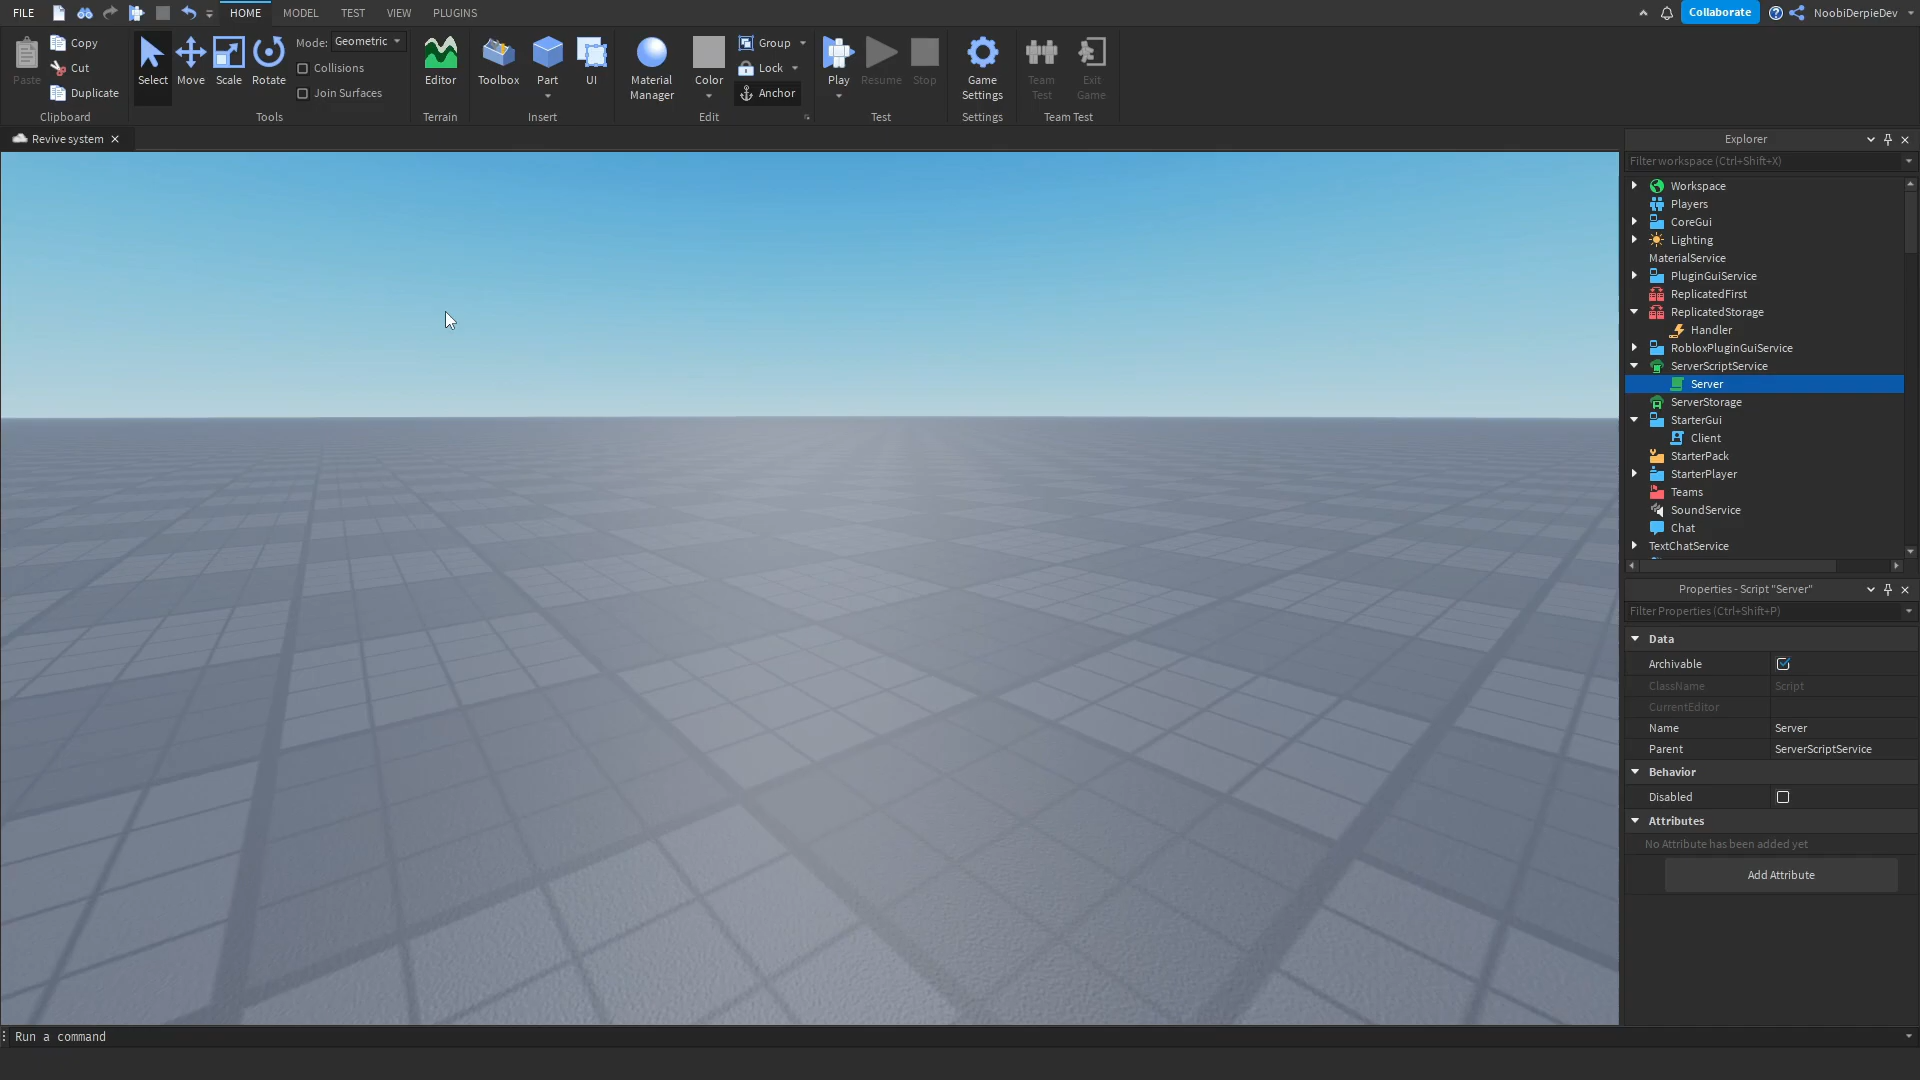 FILE HOME MODEL TEST VIEW PLUGINS Collaborate NoobiDerpieDev
Paste Copy Cut Duplicate
Clipboard
Select Move Scale Rotate
Mode: Geometric
Collisions
Join Surfaces
Tools
Editor
Terrain
Toolbox Part UI
Insert
Material Manager Color
Group
Lock
Anchor
Edit
Play Resume Stop
Test
Game Settings
Settings
Team Test Exit Game
Team Test
Revive system
Explorer
Filter workspace (Ctrl+Shift+X)
Workspace
Players
CoreGui
Lighting
MaterialService
PluginGuiService
ReplicatedFirst
ReplicatedStorage
Handler
RobloxPluginGuiService
ServerScriptService
Server
ServerStorage
StarterGui
Client
StarterPack
StarterPlayer
Teams
SoundService
Chat
TextChatService
Properties - Script "Server"
Filter Properties (Ctrl+Shift+P)
Data
Archivable
ClassName Script
CurrentEditor
Name Server
Parent ServerScriptService
Behavior
Disabled
Attributes
No Attribute has been added yet
Add Attribute
Run a command